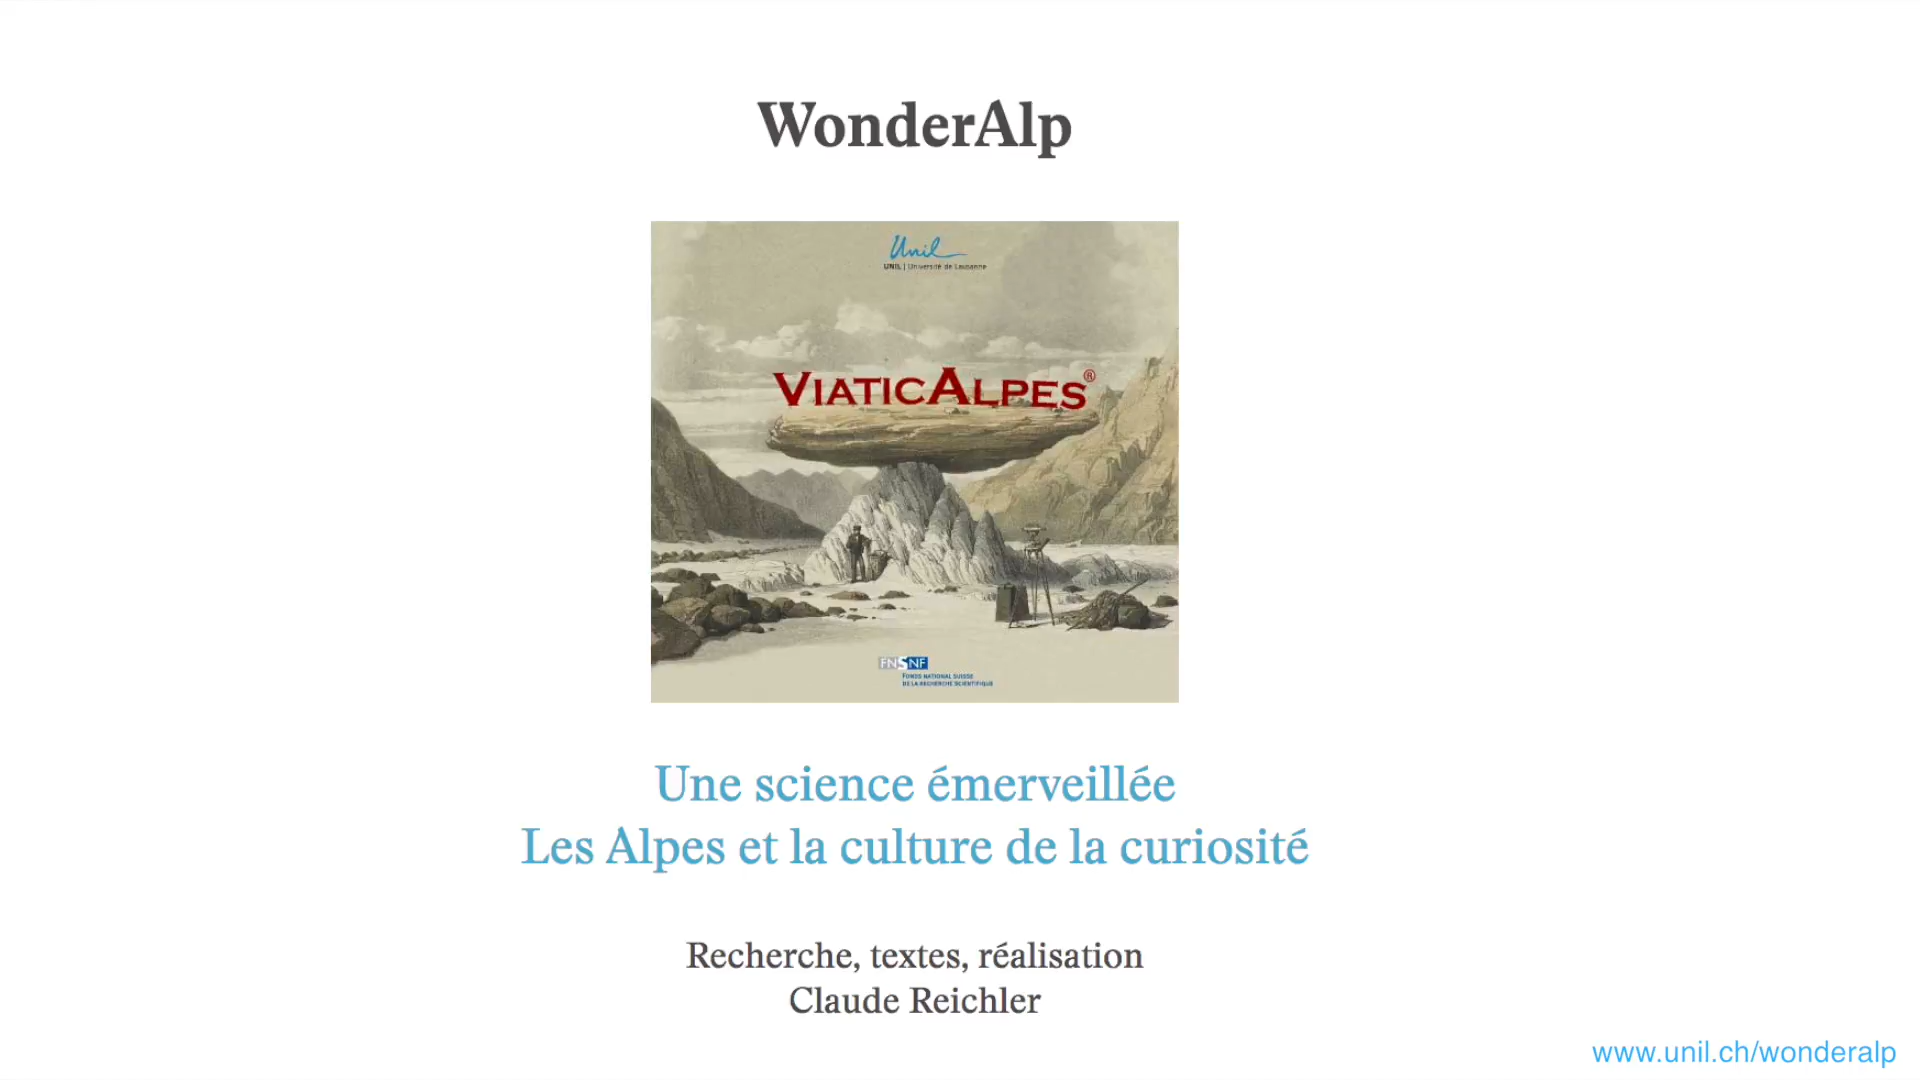 WonderAlp
Unil
UNIL | Université de Lausanne
VIATICALPES®
FNSNF
FONDS NATIONAL SUISSE
DE LA RECHERCHE SCIENTIFIQUE
Une science émerveillée
Les Alpes et la culture de la curiosité
Recherche, textes, réalisation
Claude Reichler
www.unil.ch/wonderalp